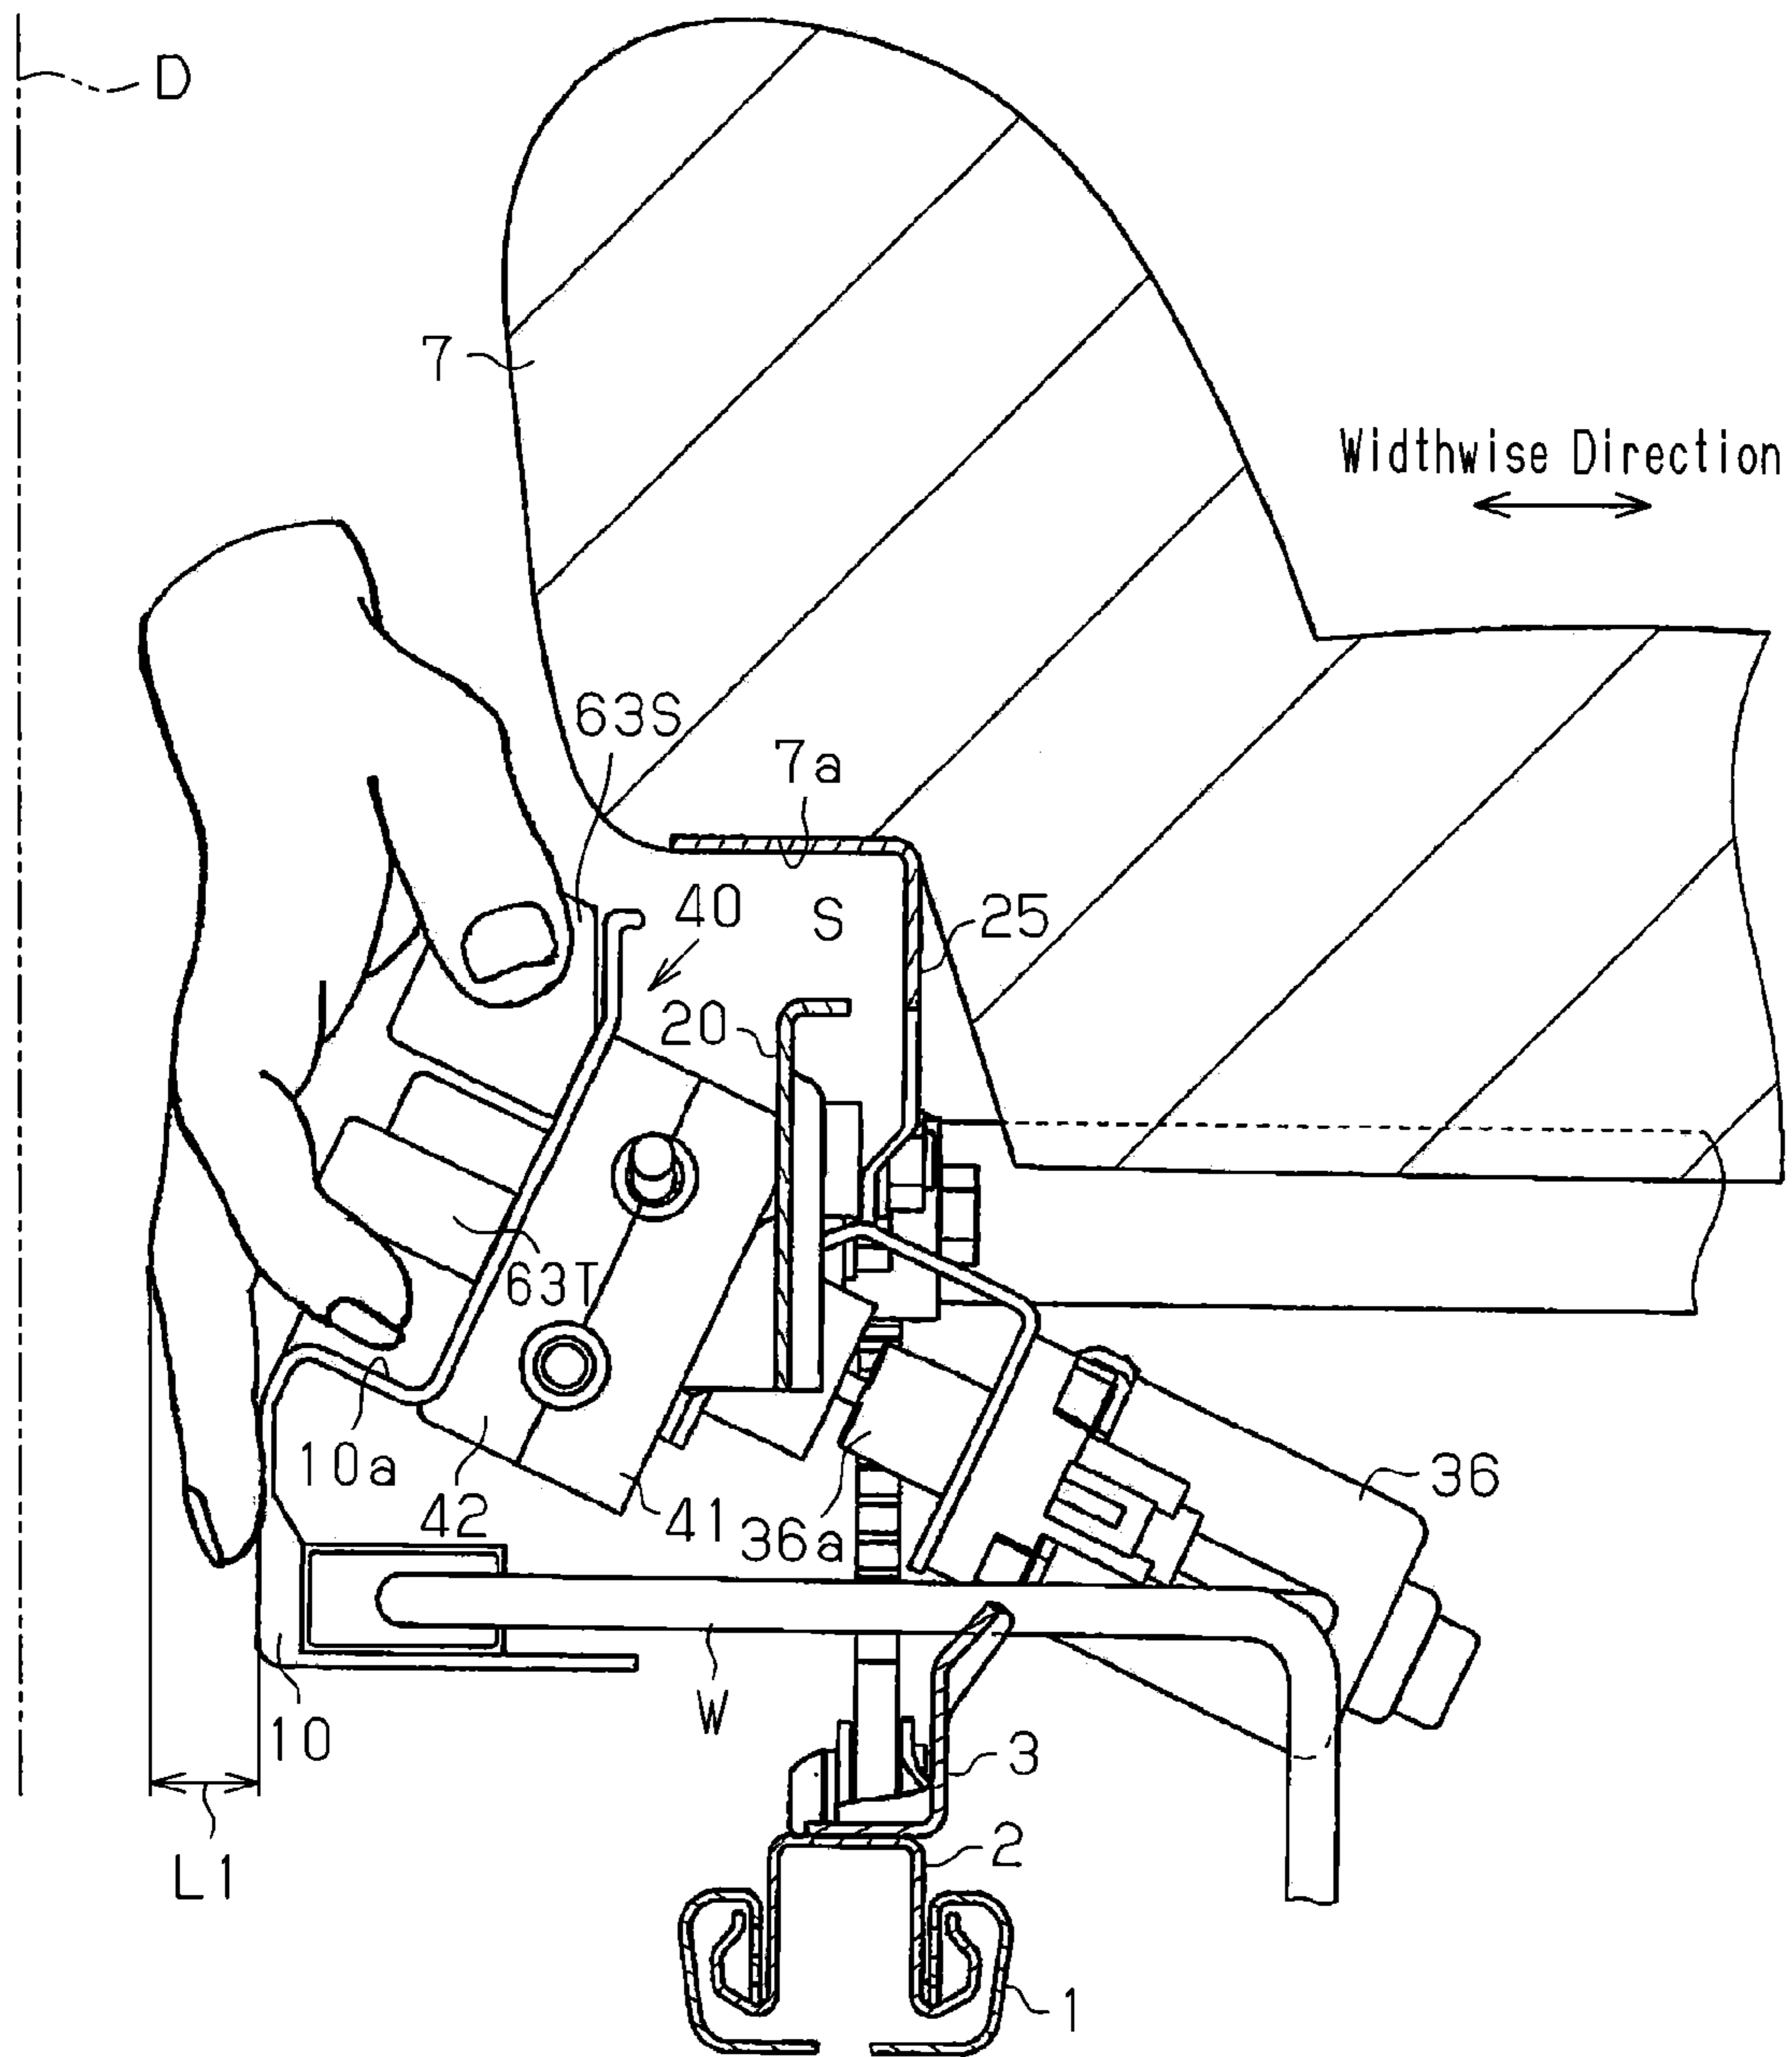 D
7
Widthwise Direction
63S
7a
40
S
25
20
63T
10a
42
41
36a
36
10
W
3
L1
2
1